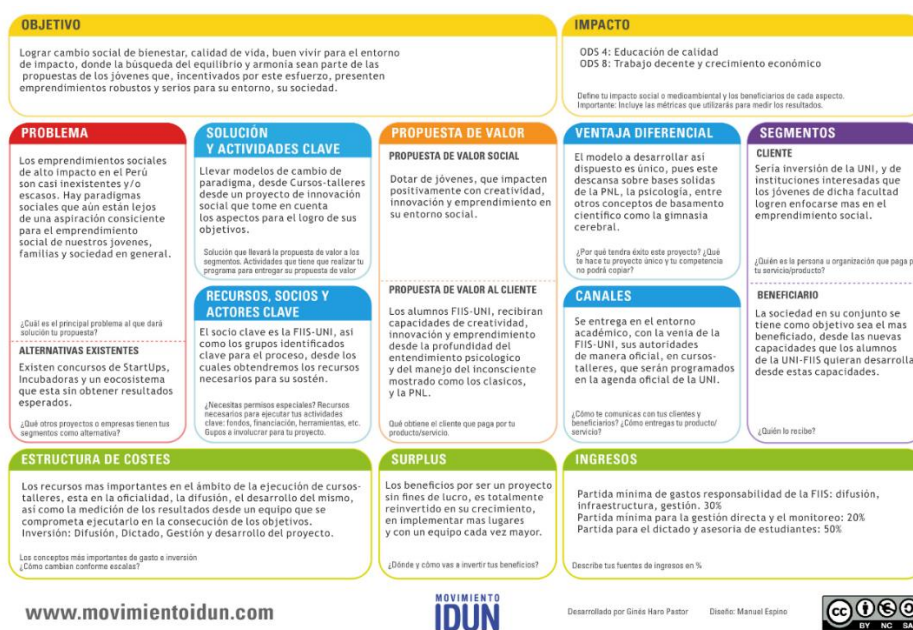 OBJETIVO
Lograr cambio social de bienestar, calidad de vida, buen vivir para el entorno
de impacto, donde la búsqueda del equilibrio y armonía sean parte de las
propuestas de los jóvenes que, incentivados por este esfuerzo, presenten
emprendimientos robustos y serios para su entorno, su sociedad.
IMPACTO
ODS 4: Educación de calidad
ODS 8: Trabajo decente y crecimiento económico
Define tu impacto social o medioambiental y los beneficiarios de cada aspecto.
Importante: Incluye las métricas que utilizarás para medir los resultados.
PROBLEMA
Los emprendimientos sociales
de alto impacto en el Perú
son casi inexistentes y/o
escasos. Hay paradigmas
sociales que aún están lejos
de una aspiración consciente
para el emprendimiento
social de nuestros jovenes,
familias y sociedad en general.
¿Cuál es el principal problema al que dará
solución tu propuesta?
ALTERNATIVAS EXISTENTES
Existen concursos de StartUps,
Incubadoras y un eocosistema
que esta sin obtener resultados
esperados.
¿Qué otros proyectos o empresas tienen tus
segmentos como alternativa?
SOLUCIÓN
Y ACTIVIDADES CLAVE
Llevar modelos de cambio de
paradigma, desde Cursos-talleres
desde un proyecto de innovación
social que tome en cuenta
los aspectos para el logro de sus
objetivos.
Solución que llevará la propuesta de valor a los
segmentos. Actividades que tiene que realizar tu
programa para entregar su propuesta de valor
RECURSOS, SOCIOS Y
ACTORES CLAVE
El socio clave es la FIIS-UNI, asi
como los grupos identificados
clave para el proceso, desde los
cuales obtendremos los recursos
necesarios para su sostén.
¿Necesitas permisos especiales? Recursos
necesarios para ejecutar tus actividades
clave: fondos, financiación, herramientas, etc.
Gupos a involucrar para tu proyecto.
PROPUESTA DE VALOR
PROPUESTA DE VALOR SOCIAL
Dotar de jóvenes, que impacten
positivamente con creatividad,
innovación y emprendimiento en
su entorno social.
PROPUESTA DE VALOR AL CLIENTE
Los alumnos FIIS-UNI, recibiran
capacidades de creatividad,
innovación y emprendimiento
desde la profundidad del
entendimiento psicologico
y del manejo del inconsciente
mostrado como los clasicos,
y la PNL.
Qué obtiene el cliente que paga por tu
producto/servicio.
VENTAJA DIFERENCIAL
El modelo a desarrollar así
dispuesto es único, pues este
descansa sobre bases solidas
de la PNL, la psicología, entre
otros conceptos de basamento
científico como la gimnasia
cerebral.
¿Por qué tendra éxito este proyecto? ¿Qué
te hace tu proyecto único y tu competencia
no podrá copiar?
CANALES
Se entrega en el entorno
académico, con la venia de la
FIIS-UNI, sus autoridades
de manera oficial, en cursos-
talleres, que serán programados
en la agenda oficial de la UNI.
¿Cómo te comunicas con tus clientes y
beneficiarios? ¿Cómo entregas tu producto/
servicio?
SEGMENTOS
CLIENTE
Sería inversión de la UNI, y de
instituciones interesadas que
los jóvenes de dicha facultad
logren enfocarse mas en el
emprendimiento social.
¿Quién es la persona u organización que paga p
tu servicio/producto?
BENEFICIARIO
La sociedad en su conjunto se
tiene como objetivo sea el mas
beneficiado, desde las nuevas
capacidades que los alumnos
de la UNI-FIIS quieran desarrolla
desde estas capacidades.
¿Quién lo recibe?
ESTRUCTURA DE COSTES
Los recursos mas importantes en el ámbito de la ejecución de cursos-
talleres, esta en la oficialidad, la difusión, el desarrollo del mismo,
así como la medición de los resultados desde un equipo que se
comprometa ejecutarlo en la consecución de los objetivos.
Inversión: Difusión, Dictado, Gestión y desarrollo del proyecto.
Los conceptos más importantes de gasto e inversión
¿Cómo cambian conforme escalas?
SURPLUS
Los beneficios por ser un proyecto
sin fines de lucro, es totalmente
reinvertido en su crecimiento,
en implementar mas lugares
y con un equipo cada vez mayor.
¿Dónde y cómo vas a invertir tus beneficios?
INGRESOS
Partida mínima de gastos responsabilidad de la FIIS: difusión,
infraestructura, gestión. 30%
Partida mínima para la gestión directa y el monitoreo: 20%
Partida para el dictado y asesoria de estudiantes: 50%
Describe tus fuentes de ingresos en %
www.movimientoidun.com
MOVIMIENTO
IDUN
Desarrollado por Ginés Haro Pastor
Diseño: Manuel Espino
CC
BY NC SA